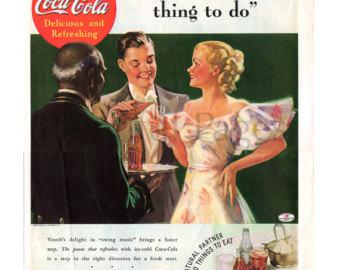 Coca-Cola
Delicious and
Refreshing
thing to do"
Youth's delight in "swing music" brings a faster
step. The pause that refreshes with ice-cold Coca-Cola
is a step in the right direction for a fresh start.
NATURAL PARTNER
THINGS TO EAT